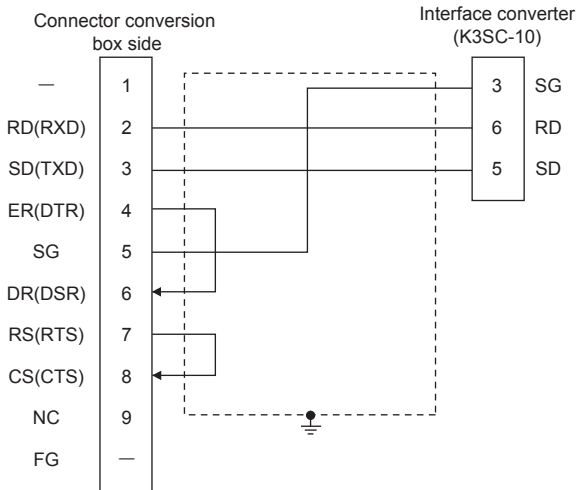 Connector conversion
box side
Interface converter
(K3SC-10)
— 1
3 SG
RD(RXD) 2
6 RD
SD(TXD) 3
5 SD
ER(DTR) 4
SG 5
DR(DSR) 6
RS(RTS) 7
CS(CTS) 8
NC 9
FG —